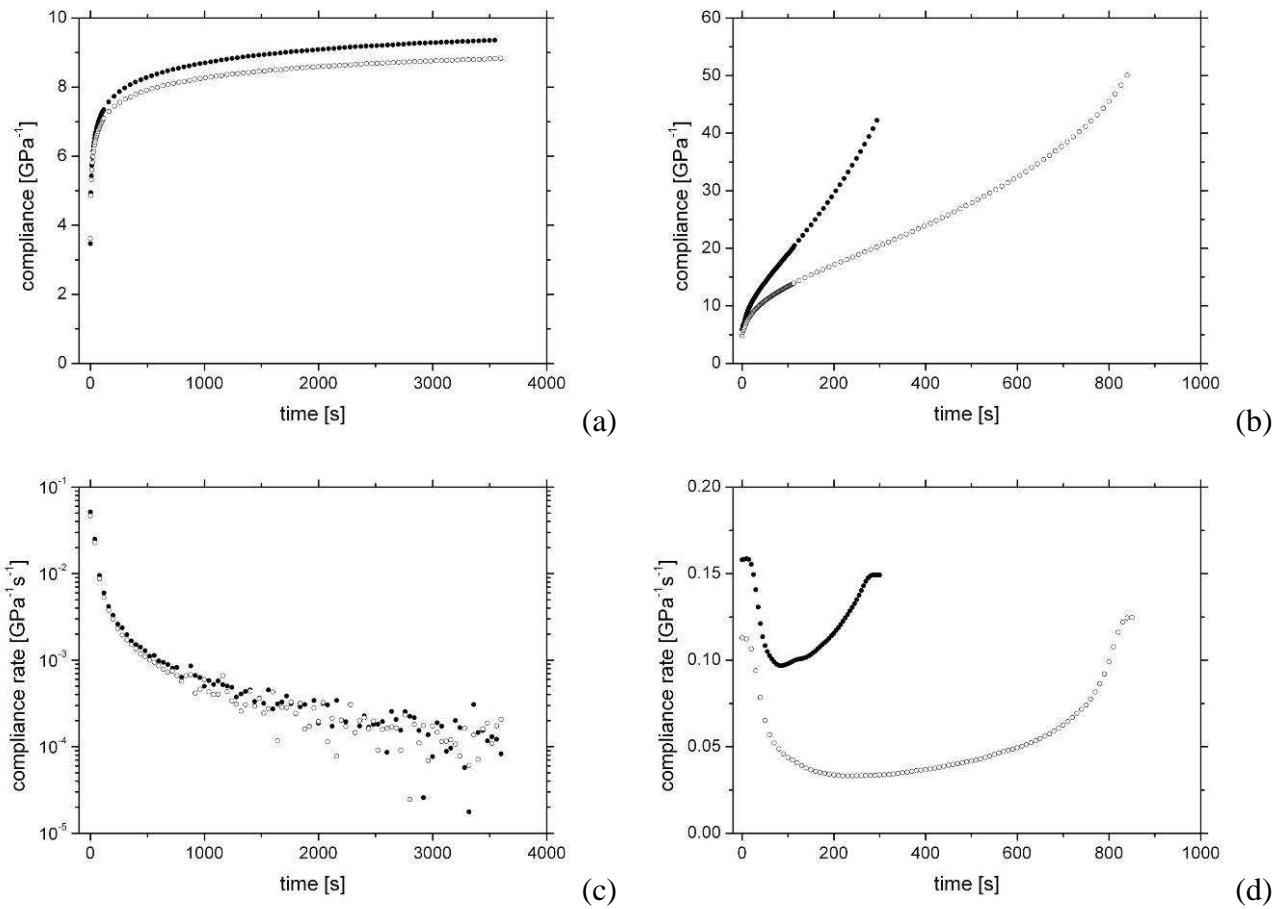 10
8
6
4
2
0
compliance [GPa⁻¹]
0 1000 2000 3000 4000
time [s]
(a)
60
50
40
30
20
10
0
compliance [GPa⁻¹]
0 200 400 600 800 1000
time [s]
(b)
10⁻¹
10⁻²
10⁻³
10⁻⁴
10⁻⁵
compliance rate [GPa⁻¹s⁻¹]
0 1000 2000 3000 4000
time [s]
(c)
0.20
0.15
0.10
0.05
0.00
compliance rate [GPa⁻¹s⁻¹]
0 200 400 600 800 1000
time [s]
(d)